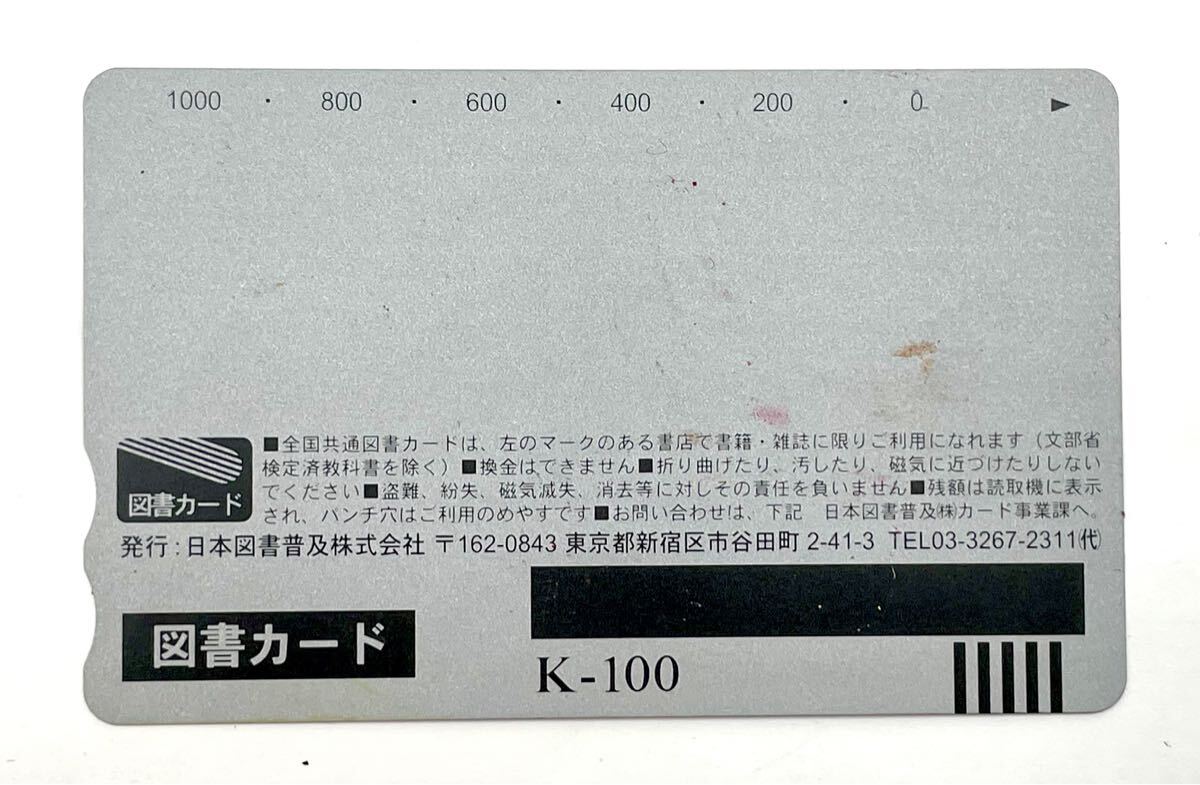 1000 ・ 800 ・ 600 ・ 400 ・ 200 ・ 0 ▶
■全国共通図書カードは、左のマークのある書店で書籍・雑誌に限りご利用になれます（文部省
検定済教科書を除く）■換金はできません■折り曲げたり、汚したり、磁気に近づけたりしない
でください■盗難、紛失、磁気滅失、消去等に対しその責任を負いません■残額は読取機に表示
され、パンチ穴はご利用のめやすです■お問い合わせは、下記　日本図書普及㈱カード事業課へ。
図書カード
発行：日本図書普及株式会社 〒162-0843 東京都新宿区市谷田町 2-41-3 TEL03-3267-2311㈹
図書カード
K-100